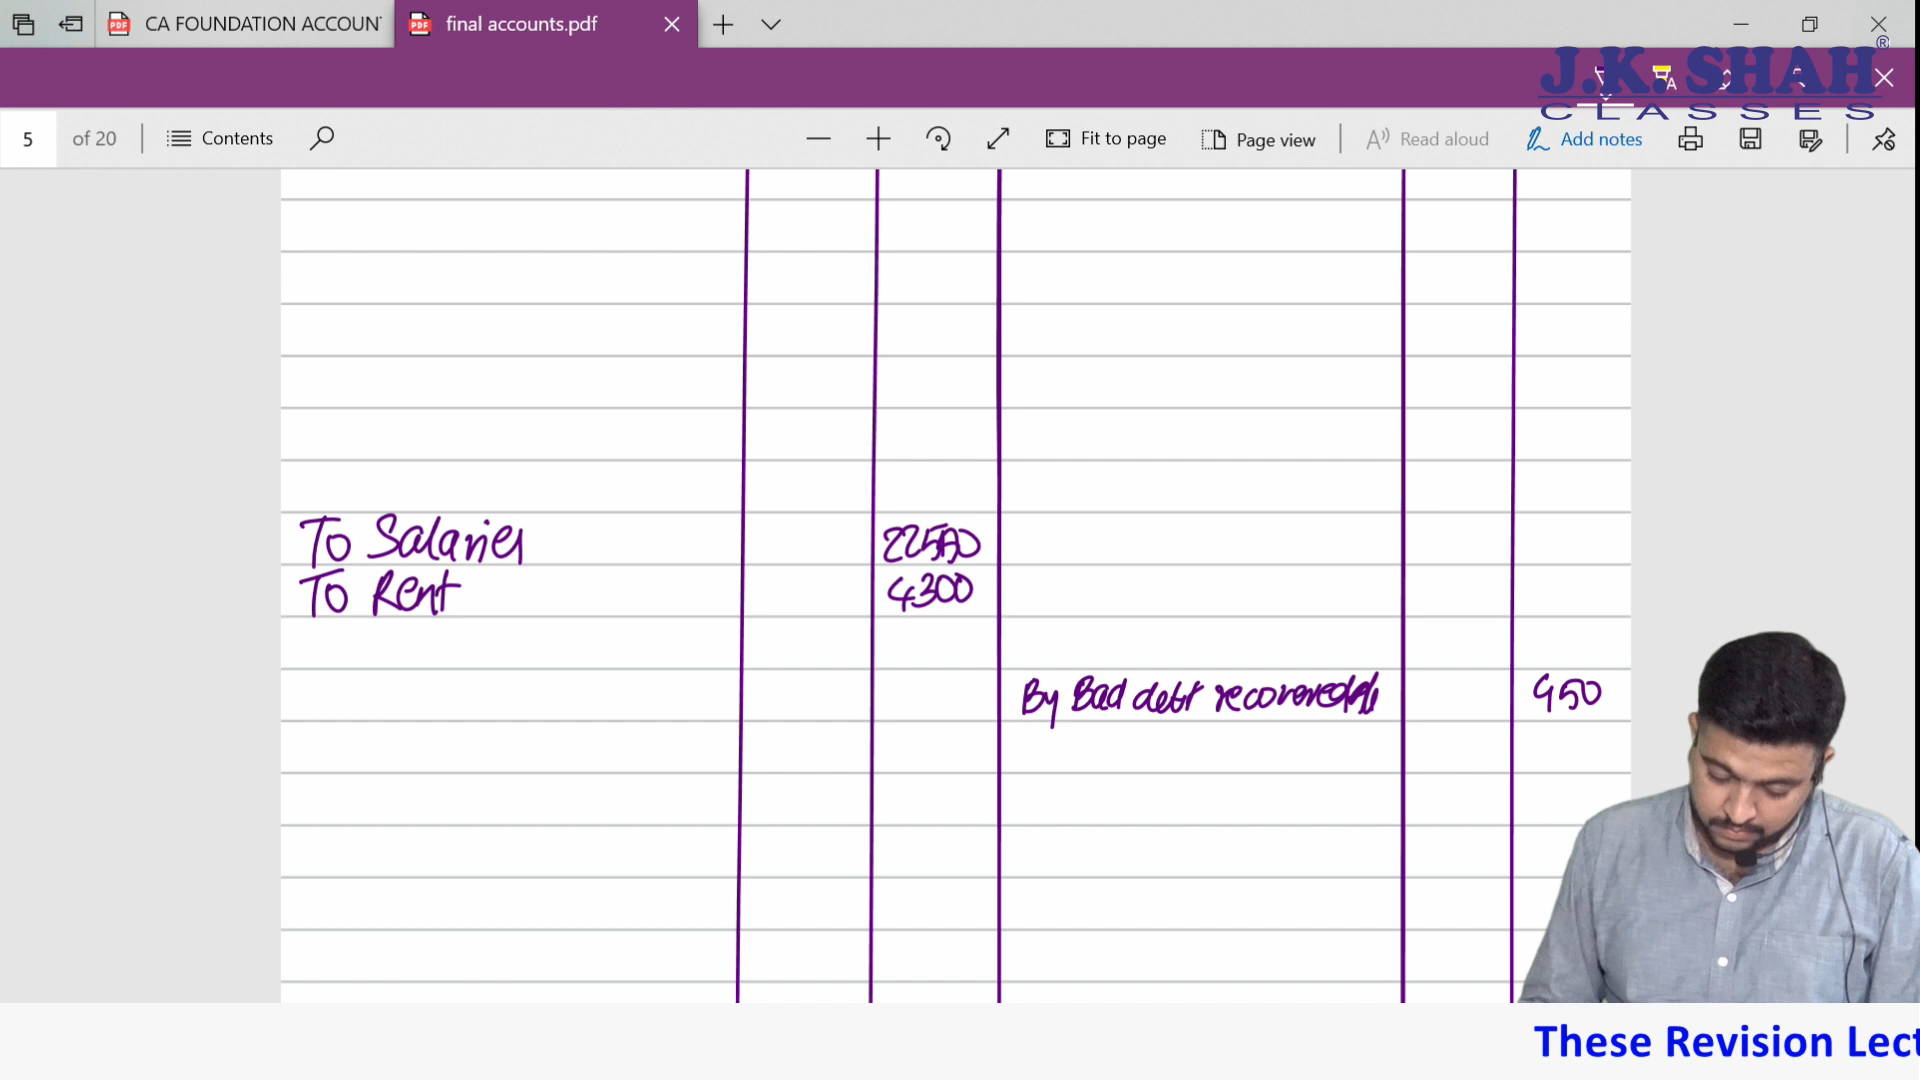 CA FOUNDATION ACCOUNT
final accounts.pdf
J.K. SHAH®
CLASSES
5 of 20 Contents Fit to page Page view Read aloud Add notes
To Salaries 22500
To Rent 4300
By Bad debt recovered 450
These Revision Lect